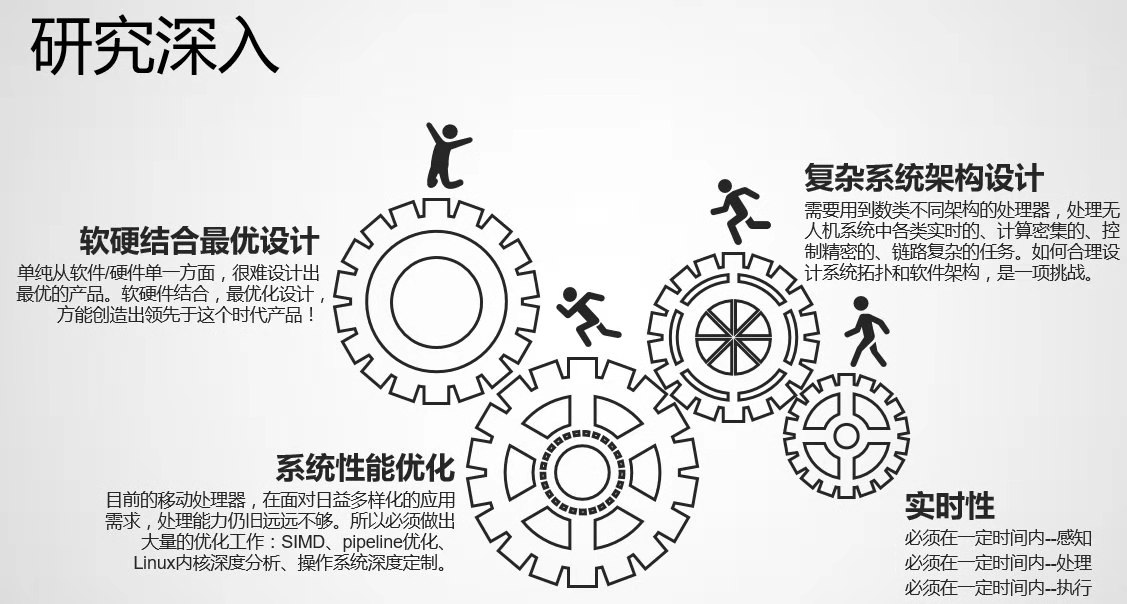 研究深入
软硬结合最优设计
单纯从软件/硬件单一方面，很难设计出
最优的产品。软硬件结合，最优化设计，
方能创造出领先于这个时代产品！
复杂系统架构设计
需要用到数类不同架构的处理器，处理无
人机系统中各类实时的、计算密集的、控
制精密的、链路复杂的任务。如何合理设
计系统拓扑和软件架构，是一项挑战。
系统性能优化
目前的移动处理器，在面对日益多样化的应用
需求，处理能力仍旧远远不够。所以必须做出
大量的优化工作：SIMD、pipeline优化、
Linux内核深度分析、操作系统深度定制。
实时性
必须在一定时间内--感知
必须在一定时间内--处理
必须在一定时间内--执行